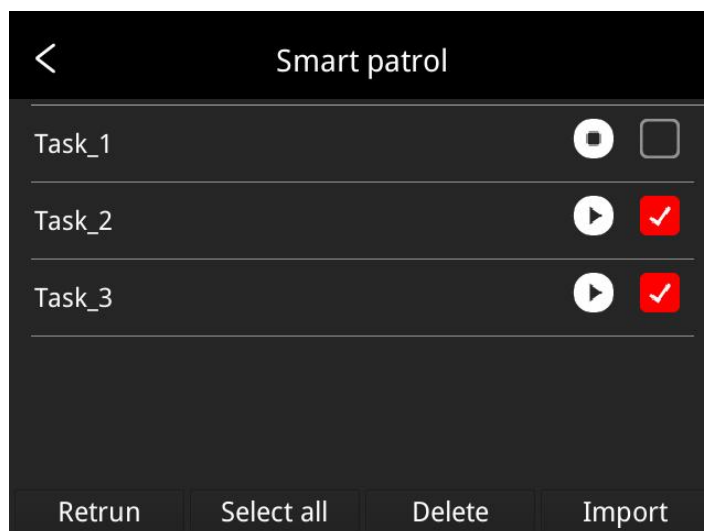 Smart patrol
Task_1
Task_2
Task_3
Retrun Select all Delete Import